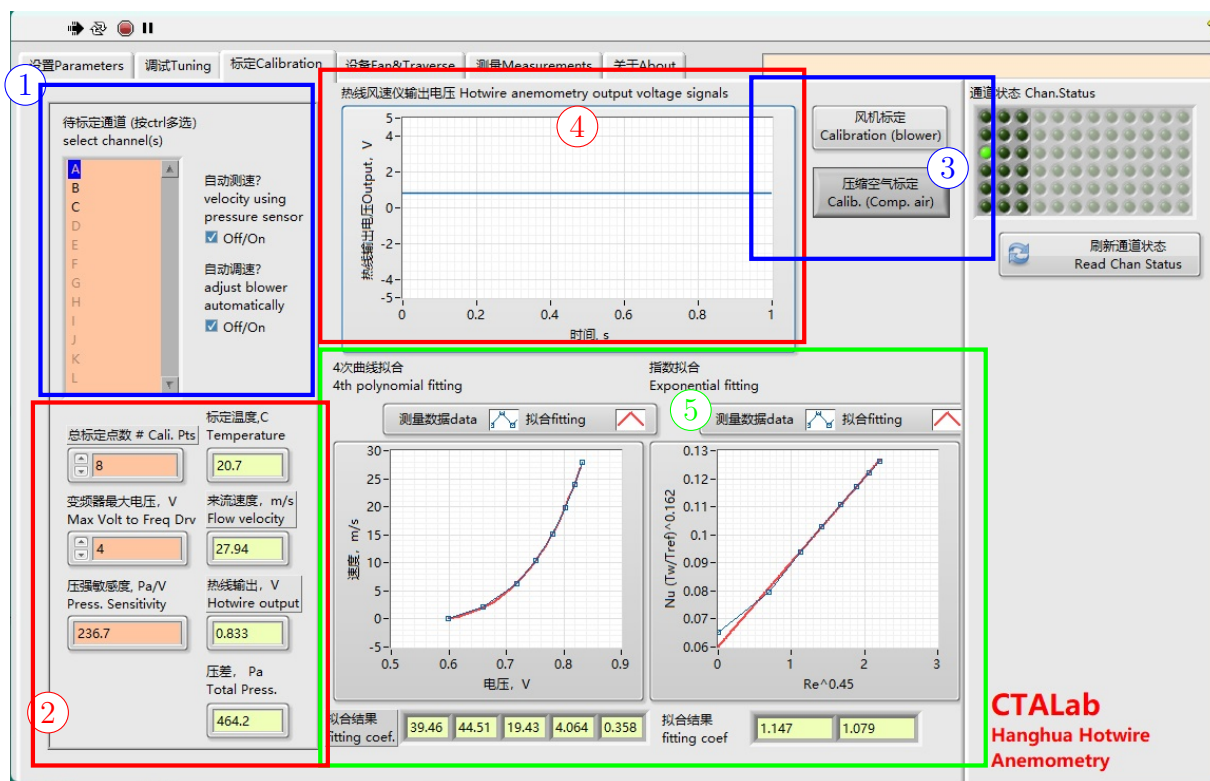 设置Parameters
调试Tuning
标定Calibration
设备Fan&Traverse
测量Measurements
关于About
1
待标定通道 (按ctrl多选)
select channel(s)
A
B
C
D
E
F
G
H
I
J
K
L
自动测速?
velocity using
pressure sensor
Off/On
自动调速?
adjust blower
automatically
Off/On
2
总标定点数 # Cali. Pts
8
变频器最大电压, V
Max Volt to Freq Drv
4
压强敏感度, Pa/V
Press. Sensitivity
236.7
标定温度,C
Temperature
20.7
来流速度, m/s
Flow velocity
27.94
热线输出, V
Hotwire output
0.833
压差, Pa
Total Press.
464.2
热线风速仪输出电压 Hotwire anemometry output voltage signals
4
热线输出电压Output, V
5
4
2
0
-2
-4
-5
0 0.2 0.4 0.6 0.8 1
时间, s
3
风机标定
Calibration (blower)
压缩空气标定
Calib. (Comp. air)
通道状态 Chan.Status
刷新通道状态
Read Chan Status
5
4次曲线拟合
4th polynomial fitting
测量数据data 拟合fitting
速度, m/s
30
25
20
15
10
5
0
-5
0.5 0.6 0.7 0.8 0.9
电压, V
拟合结果
fitting coef.
39.46 44.51 19.43 4.064 0.358
指数拟合
Exponential fitting
测量数据data 拟合fitting
Nu (Tw/Tref)^0.162
0.13
0.12
0.11
0.1
0.09
0.08
0.07
0.06
0 1 2 3
Re^0.45
拟合结果
fitting coef
1.147 1.079
CTALab
Hanghua Hotwire
Anemometry